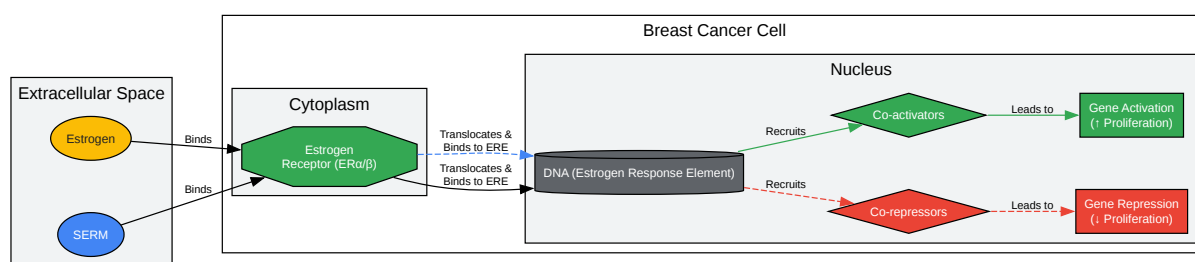 Breast Cancer Cell
Nucleus
Extracellular Space
Cytoplasm
Estrogen
Binds
Estrogen
Receptor (ERα/β)
Translocates &
Binds to ERE
Translocates &
Binds to ERE
DNA (Estrogen Response Element)
Recruits
Co-activators
Leads to
Gene Activation
(↑ Proliferation)
SERM
Binds
Recruits
Co-repressors
Leads to
Gene Repression
(↓ Proliferation)